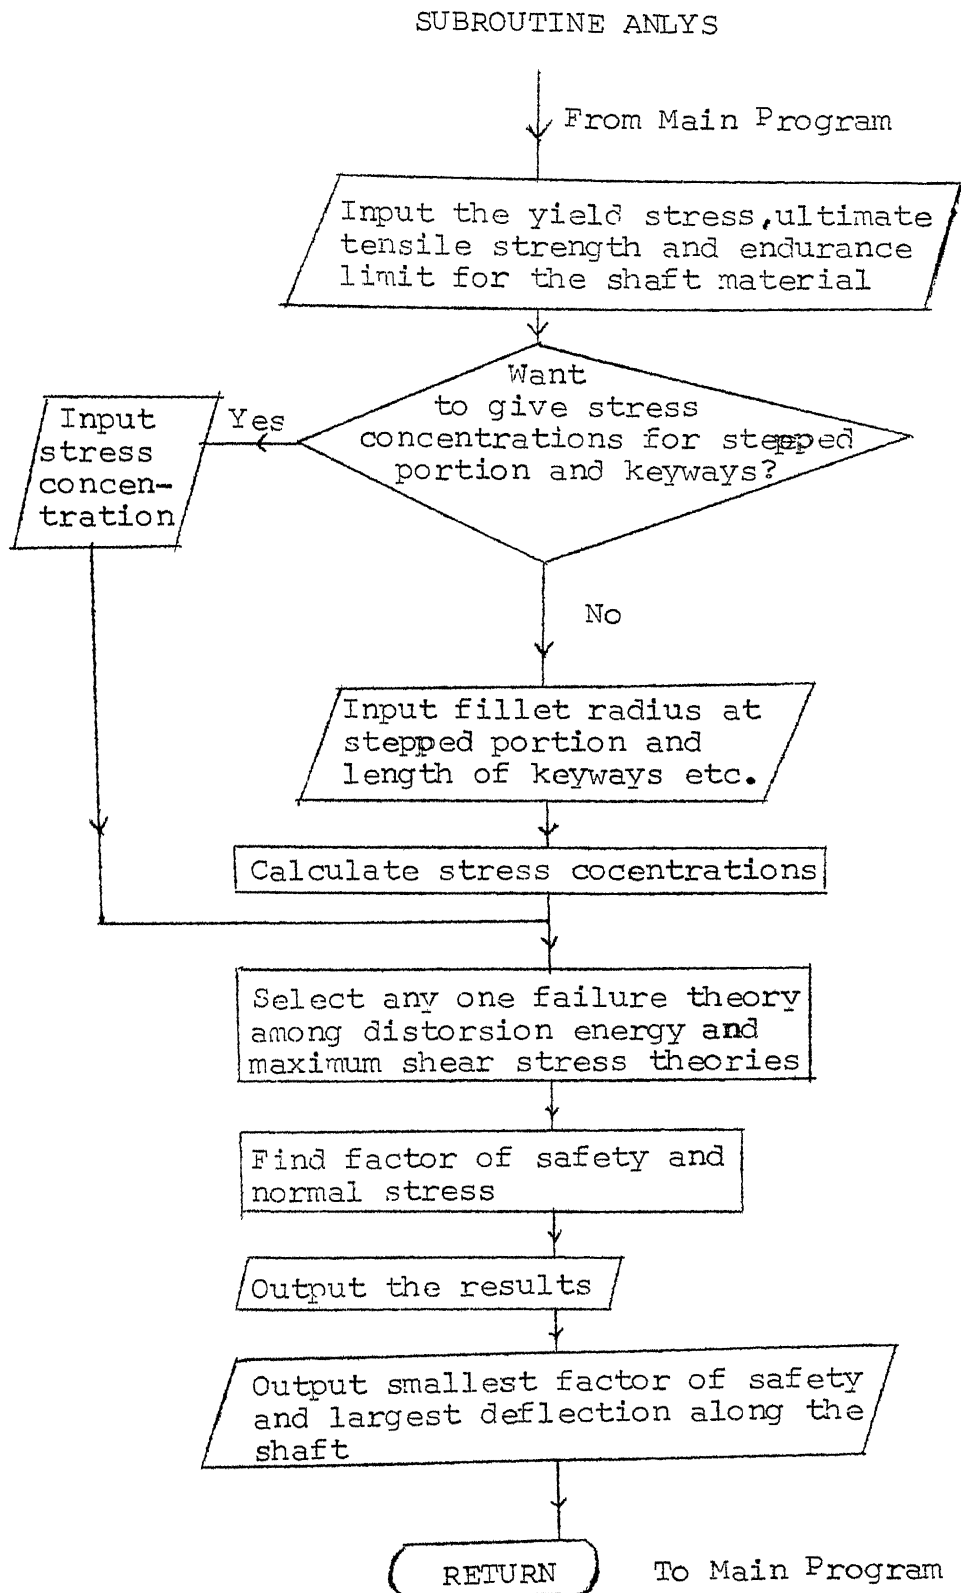 SUBROUTINE ANLYS
From Main Program
Input the yield stress,ultimate
tensile strength and endurance
limit for the shaft material
Want
to give stress
concentrations for stepped
portion and keyways?
Yes
Input
stress
concen-
tration
No
Input fillet radius at
stepped portion and
length of keyways etc.
Calculate stress cocentrations
Select any one failure theory
among distorsion energy and
maximum shear stress theories
Find factor of safety and
normal stress
Output the results
Output smallest factor of safety
and largest deflection along the
shaft
RETURN
To Main Program